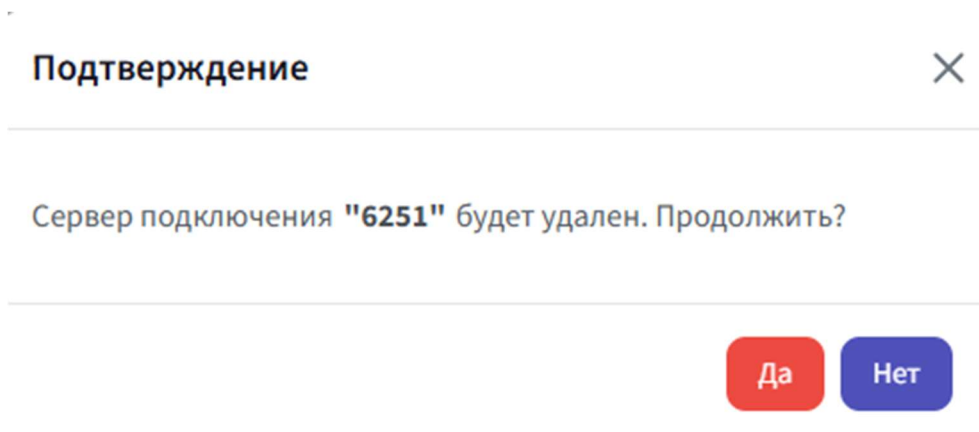 Подтверждение
Сервер подключения "6251" будет удален. Продолжить?
Да Нет